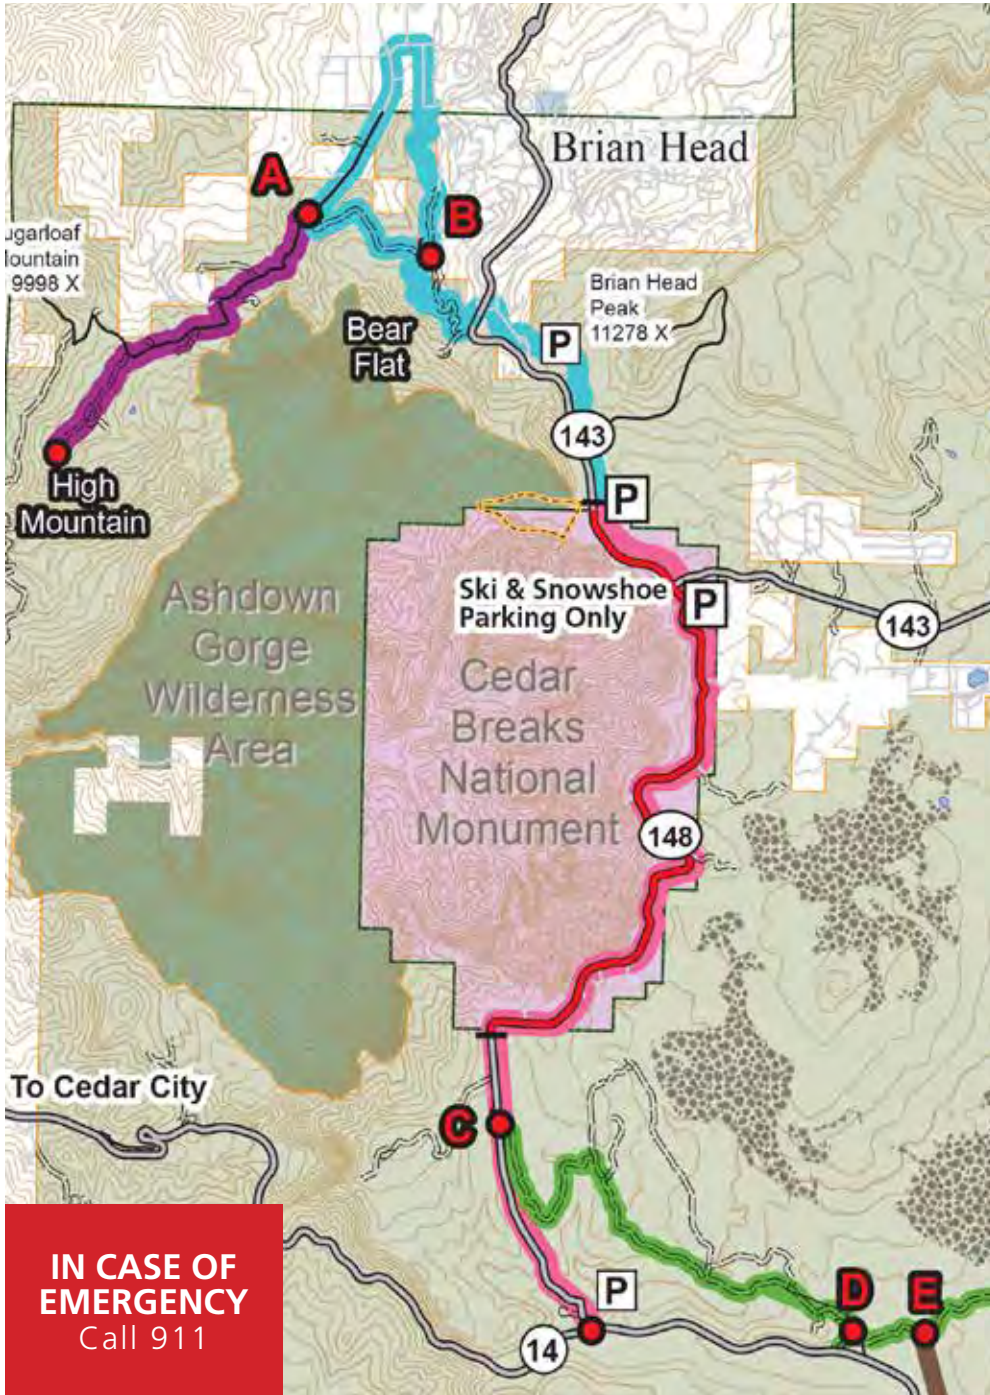 Brian Head
A
B
ugarloaf
ountain
9998 X
Brian Head
Peak
11278 X
Bear
Flat
P
143
High
Mountain
P
Ski & Snowshoe
Parking Only
P
143
Ashdown
Gorge
Wilderness
Area
Cedar
Breaks
National
Monument
148
To Cedar City
C
IN CASE OF
EMERGENCY
Call 911
P
D
E
14